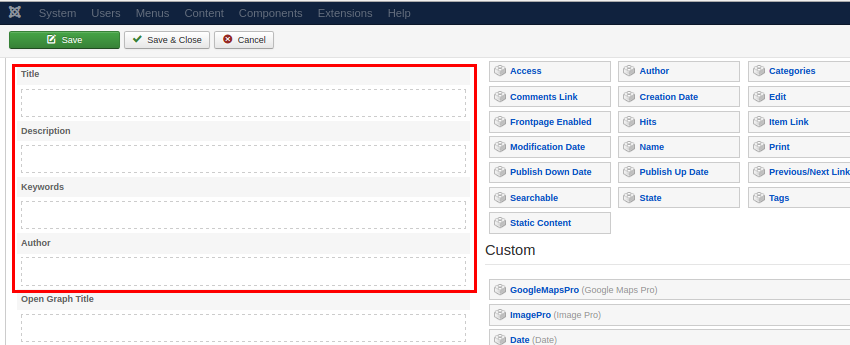 System Users Menus Content Components Extensions Help
Save Save & Close Cancel
Title
Description
Keywords
Author
Open Graph Title
Access Author Categories
Comments Link Creation Date Edit
Frontpage Enabled Hits Item Link
Modification Date Name Print
Publish Down Date Publish Up Date Previous/Next Link
Searchable State Tags
Static Content
Custom
GoogleMapsPro (Google Maps Pro)
ImagePro (Image Pro)
Date (Date)